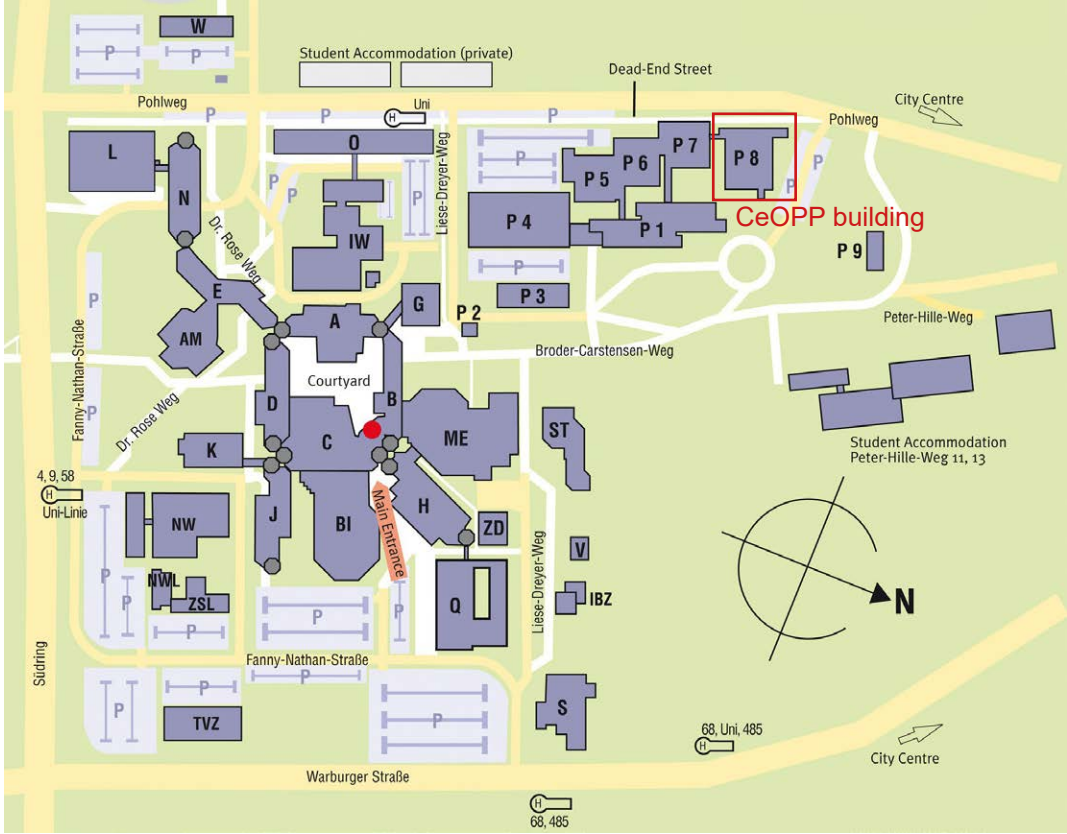 W
P
P
Student Accommodation (private)
Dead-End Street
City Centre
Pohlweg
Uni
H
Pohlweg
P
P
P
L
O
P
P 7
P 8
P 6
P 5
P
N
P
P
P
Liese-Dreyer-Weg
CeOPP building
P 4
P 1
Dr. Rose Weg
IW
P 9
P
E
P
G
P 3
P 2
A
AM
Peter-Hille-Weg
Broder-Carstensen-Weg
Courtyard
Fanny-Nathan-Straße
P
D
B
Dr. Rose Weg
C
ME
ST
K
Student Accommodation
Peter-Hille-Weg 11, 13
4, 9, 58
H
Uni-Linie
P
NW
J
BI
Main Entrance
H
ZD
V
Liese-Dreyer-Weg
NWL
ZSL
P
P
P
P
Q
IBZ
N
Südring
Fanny-Nathan-Straße
P
P
P
P
TVZ
S
68, Uni, 485
H
City Centre
Warburger Straße
H
68, 485